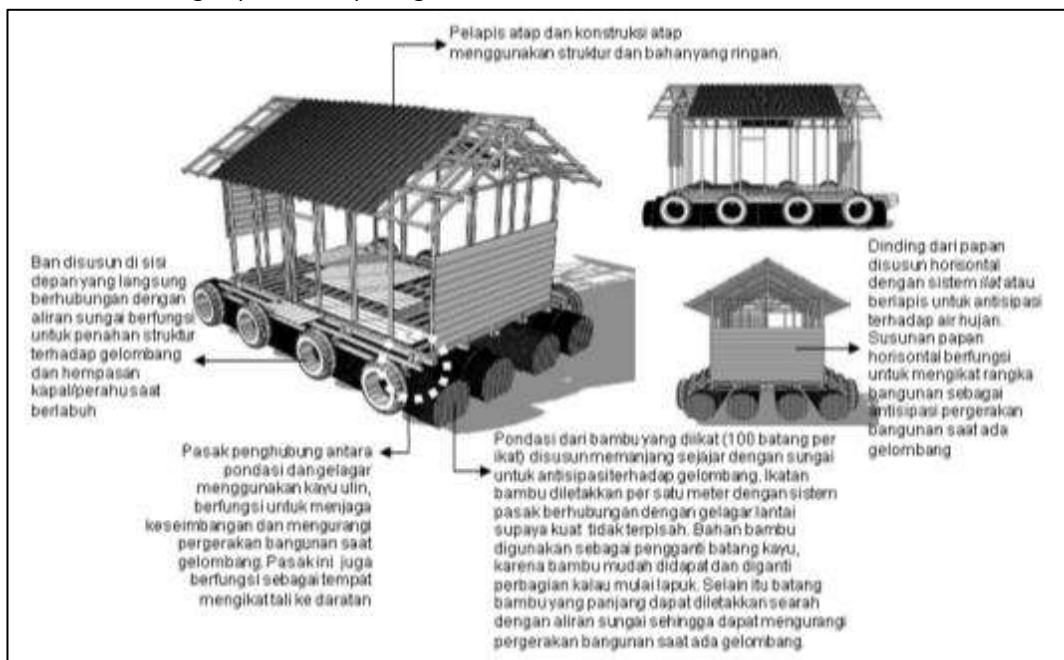 Pelapis atap dan konstruksi atap
menggunakan struktur dan bahanyang ringan.
Ban disusun di sisi
depan yang langsung
berhubungan dengan
aliran sungai berfungsi
untuk penahan struktur
terhadap gelombang
dan hempasan
kapal/perahu saat
berlabuh
Dinding dari papan
disusun horisontal
dengan sistem ilat atau
berlapis untuk antisipasi
terhadap air hujan.
Susunan papan
horisontal berfungsi
untuk mengikat rangka
bangunan sebagai
antisipasi pergerakan
bangunan saat ada
gelombang
Pasak penghubung antara
pondasi dan gelagar
menggunakan kayu ulin,
berfungsi untuk menjaga
keseimbangan dan mengurangi
pergerakan bangunan saat
gelombang. Pasak ini juga
berfungsi sebagai tempat
mengikat tali ke daratan
Pondasi dari bambu yang diikat (100 batang per
ikat) disusun memanjang sejajar dengan sungai
untuk antisipasi terhadap gelombang. Ikatan
bambu diletakkan per satu meter dengan sistem
pasak berhubungan dengan gelagar lantai
supaya kuat tidak terpisah. Bahan bambu
digunakan sebagai pengganti batang kayu,
karena bambu mudah didapat dan diganti
perbagian kalau mulai lapuk. Selain itu batang
bambu yang panjang dapat diletakkan searah
dengan aliran sungai sehingga dapat mengurangi
pergerakan bangunan saat ada gelombang.